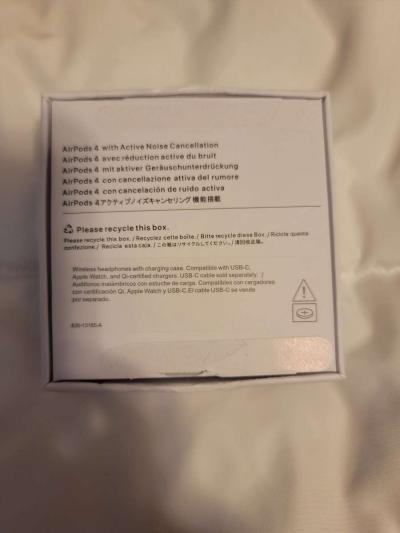 AirPods 4 with Active Noise Cancellation
AirPods 4 avec réduction active du bruit
AirPods 4 mit aktiver Geräuschunterdrückung
AirPods 4 con cancellazione attiva del rumore
AirPods 4 con cancelación de ruido activa
AirPods 4アクティブノイズキャンセリング機能搭載
Please recycle this box.
Please recycle this box. / Recyclez cette boîte. / Bitte recycle diese Box. / Ricicle questa
confezione. / Recicla esta caja. / この箱はリサイクルしてください。/ 请回收此箱。
Wireless headphones with charging case. Compatible with USB-C,
Apple Watch, and Qi-certified chargers. USB-C cable sold separately. /
Audífonos inalámbricos con estuche de carga. Compatibles con cargadores
con certificación Qi, Apple Watch y USB-C.El cable USB-C se vende
por separado.